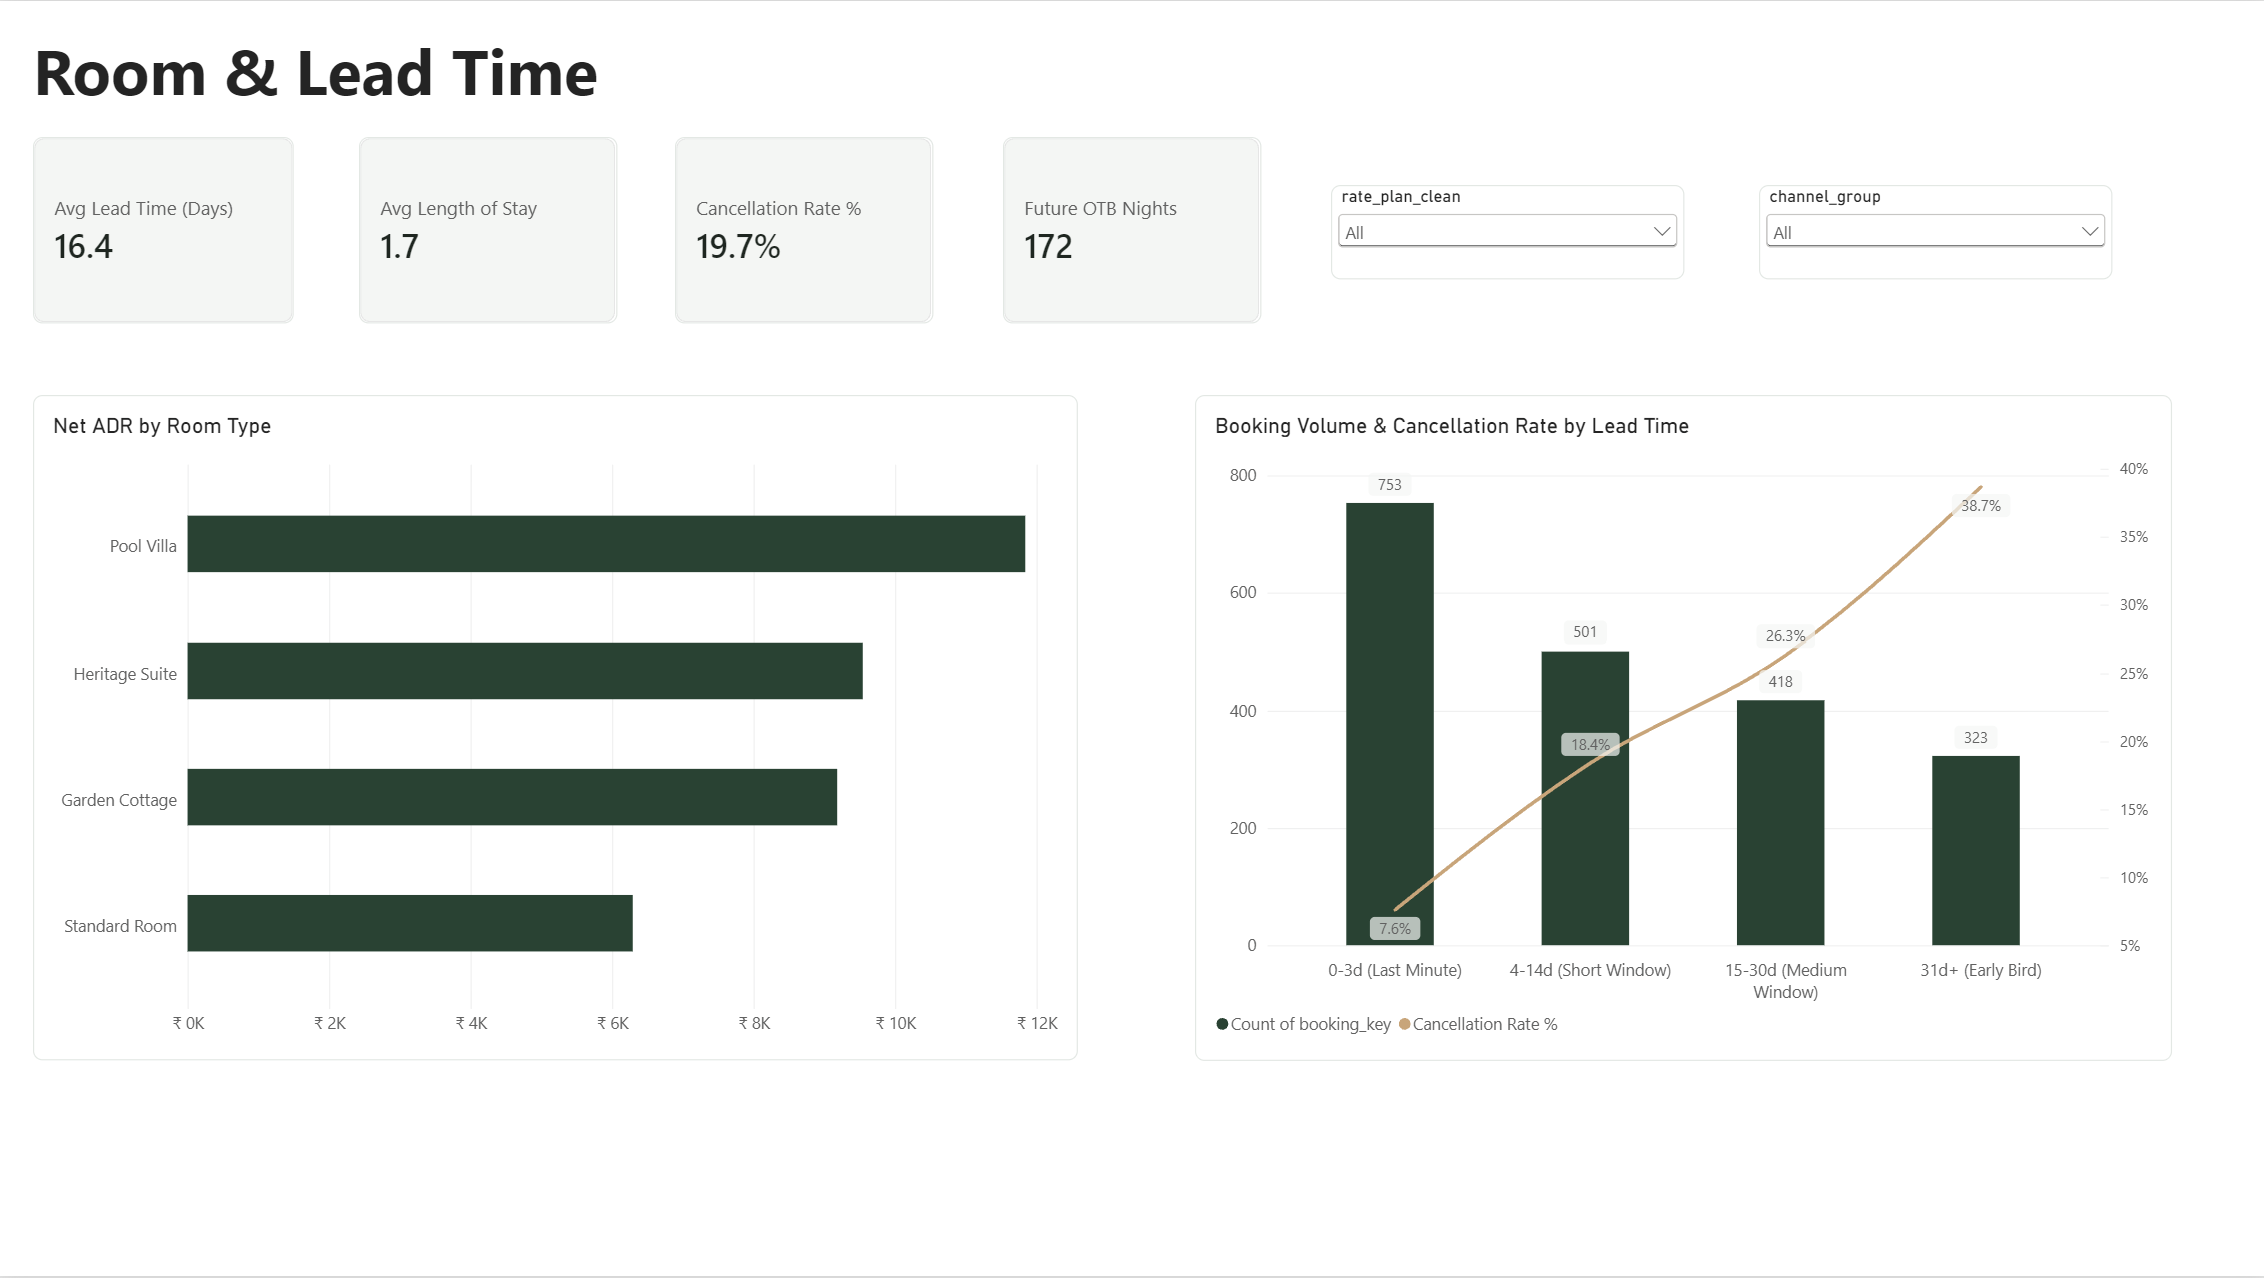 Room & Lead Time
Avg Lead Time (Days)
16.4
Avg Length of Stay
1.7
Cancellation Rate %
19.7%
Future OTB Nights
172
rate_plan_clean
All
channel_group
All
Net ADR by Room Type
Pool Villa
Heritage Suite
Garden Cottage
Standard Room
₹ 0K
₹ 2K
₹ 4K
₹ 6K
₹ 8K
₹ 10K
₹ 12K
Booking Volume & Cancellation Rate by Lead Time
800
600
400
200
0
753
501
418
323
7.6%
18.4%
26.3%
38.7%
40%
35%
30%
25%
20%
15%
10%
5%
0-3d (Last Minute)
4-14d (Short Window)
15-30d (Medium
Window)
31d+ (Early Bird)
Count of booking_key
Cancellation Rate %